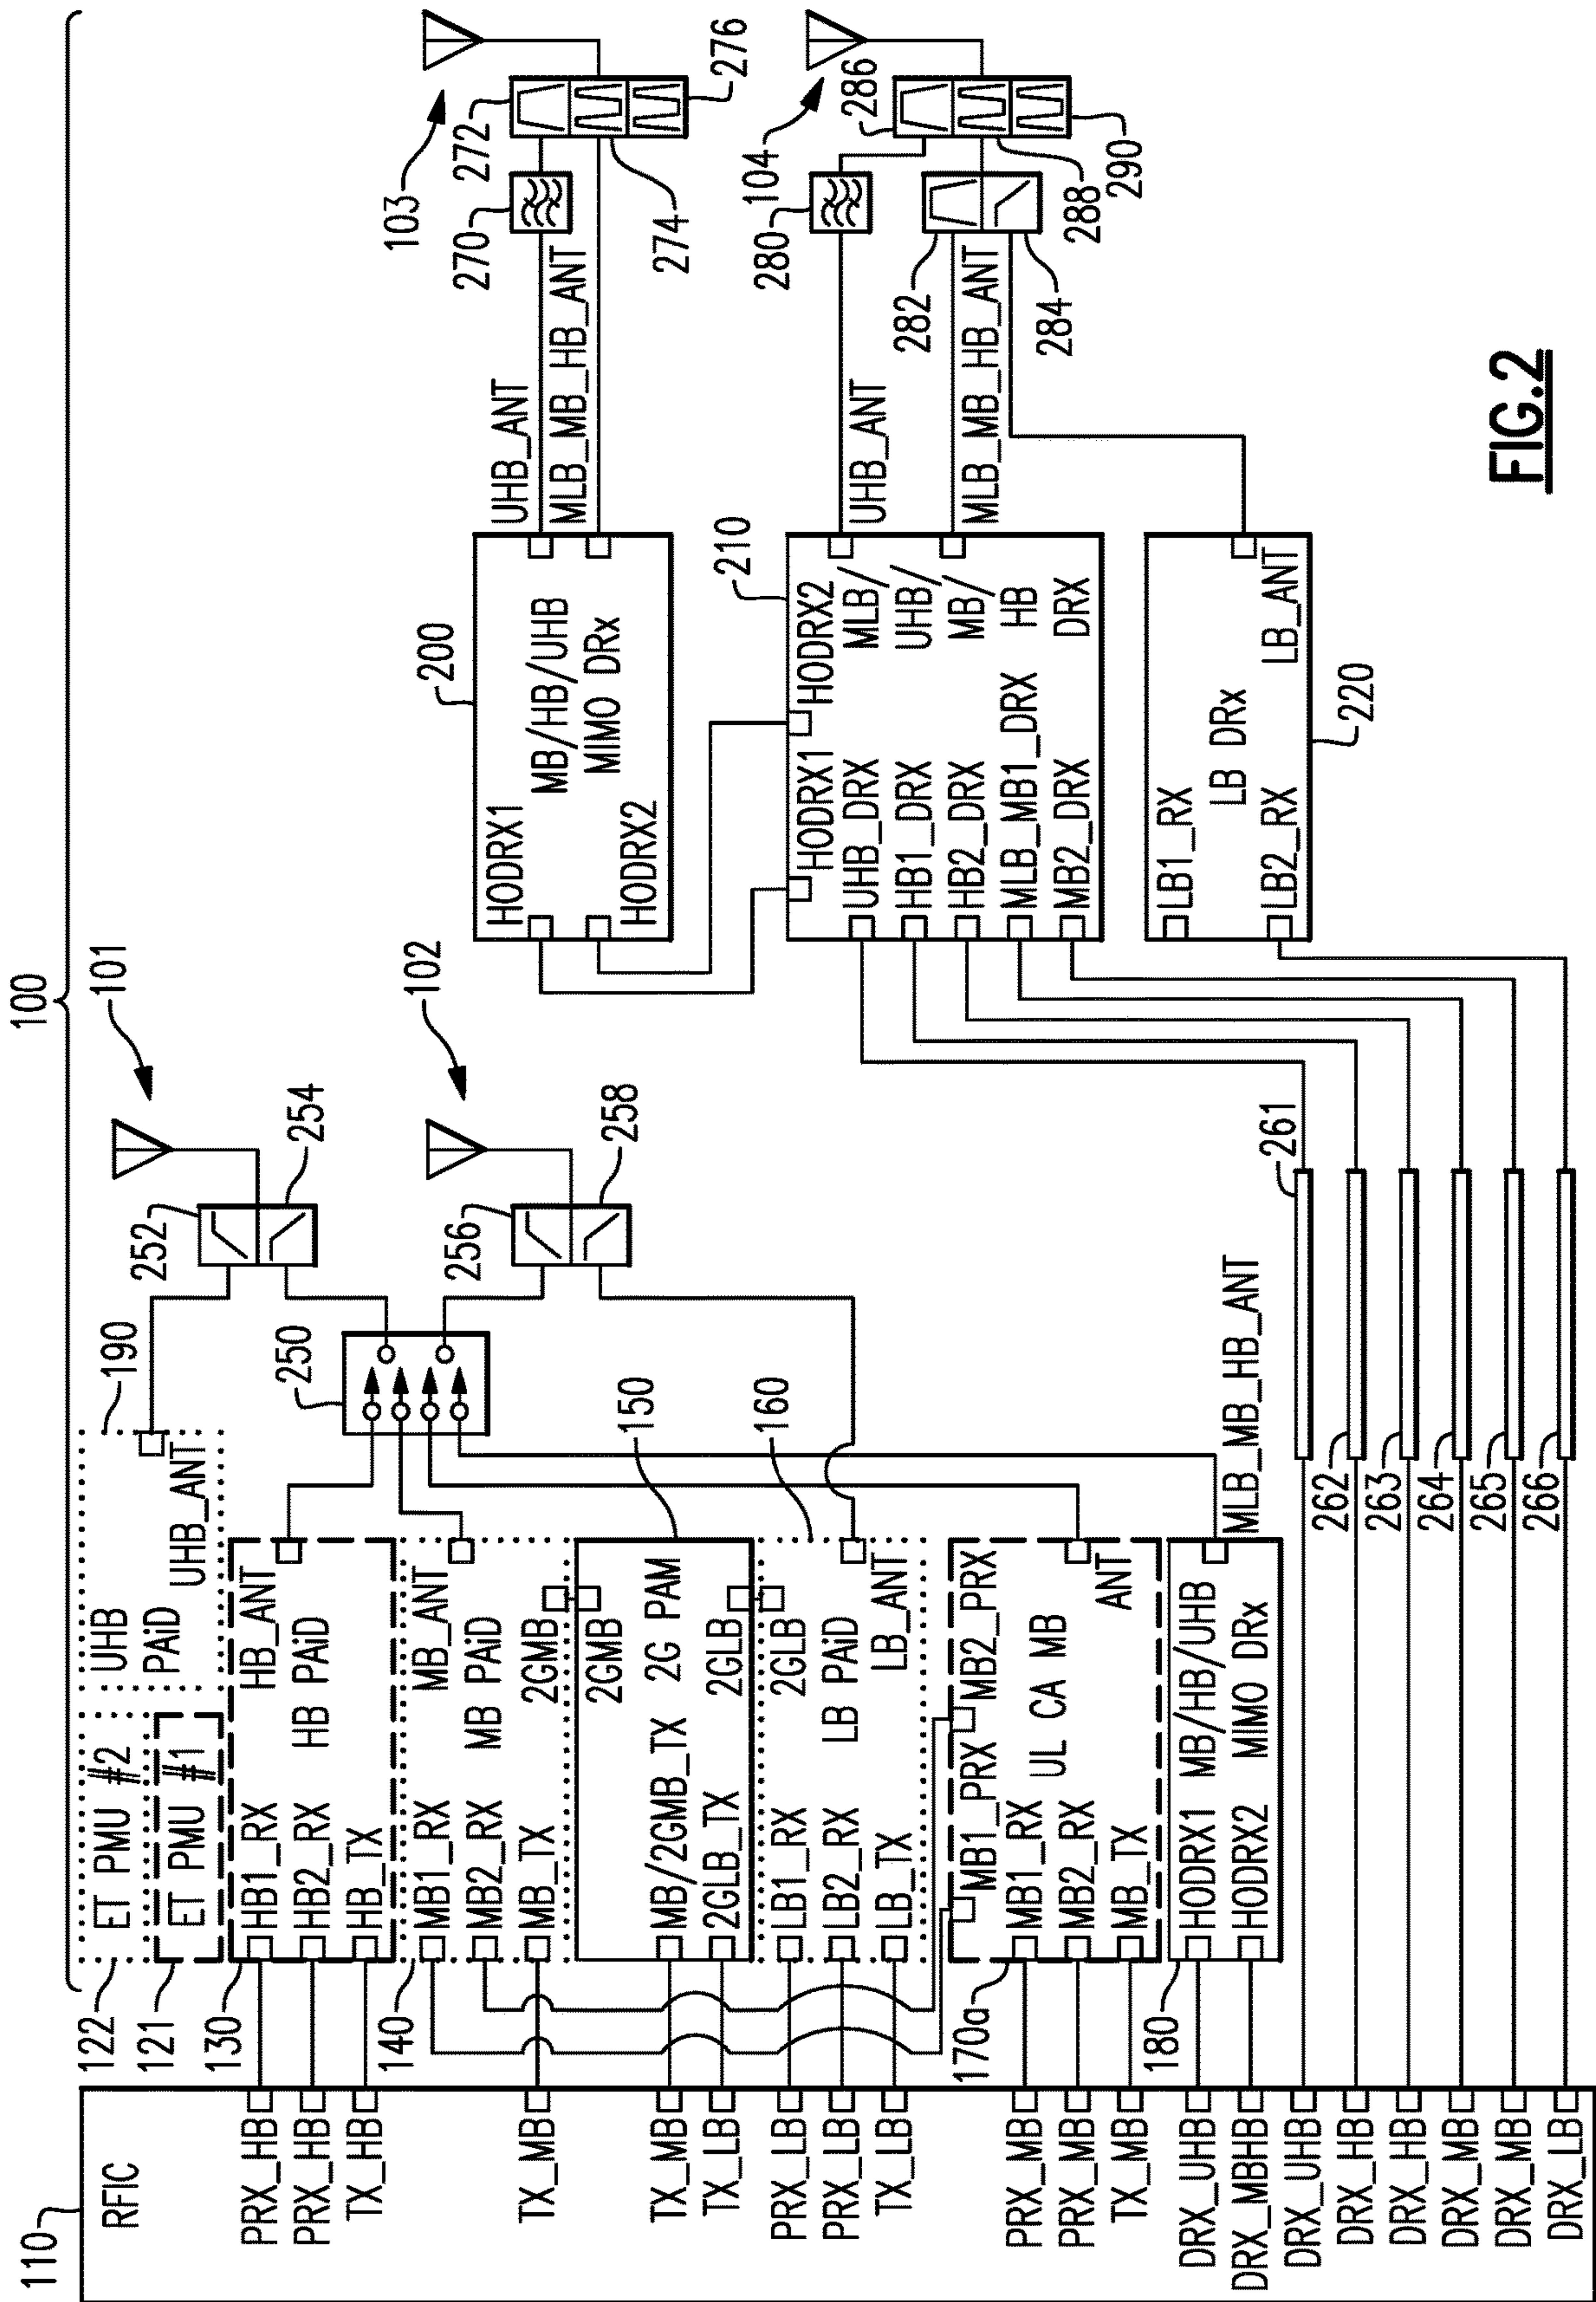 100
110
RFIC
PRX_HB
PRX_HB
TX_HB
TX_MB
TX_MB
TX_LB
PRX_LB
PRX_LB
TX_LB
PRX_MB
PRX_MB
TX_MB
DRX_UHB
DRX_MBHB
DRX_UHB
DRX_HB
DRX_HB
DRX_MB
DRX_MB
DRX_LB
122
ET PMU #2
121
ET PMU #1
190
UHB
PAiD
UHB_ANT
130
HB1_RX
HB2_RX
HB_TX
HB PAiD
HB_ANT
140
MB1_RX
MB2_RX
MB_TX
MB PAiD
MB_ANT
2GMB
150
2GMB
MB/2GMB_TX
2G PAM
2GLB_TX
2GLB
160
2GLB
LB1_RX
LB2_RX
LB_TX
LB PAiD
LB_ANT
170a
MB1_PRX
MB2_PRX
MB1_RX
MB2_RX
MB_TX
UL CA MB
ANT
180
HODRX1
HODRX2
MB/HB/UHB
MIMO DRx
MLB_MB_HB_ANT
250
252
254
101
256
258
102
261
262
263
264
265
266
200
HODRX1
HODRX2
MB/HB/UHB
MIMO DRx
UHB_ANT
MLB_MB_HB_ANT
270
272
274
276
103
210
HODRX1
HODRX2
UHB_DRX
HB1_DRX
HB2_DRX
MLB_MB1_DRX
MB2_DRX
MLB/
UHB/
MB/
HB
DRX
UHB_ANT
MLB_MB_HB_ANT
280
282
284
286
288
290
104
220
LB1_RX
LB2_RX
LB DRx
LB_ANT
FIG.2